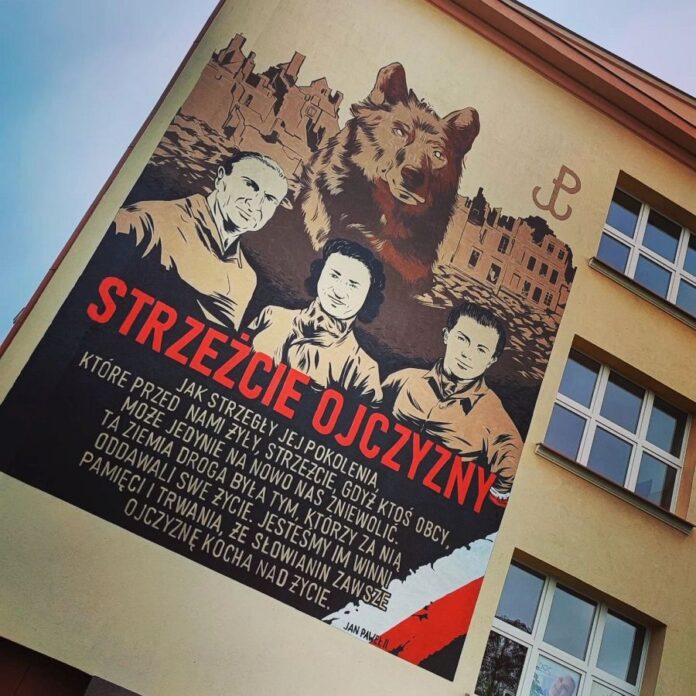 STRZEŻCIE OJCZYZNY
JAK STRZEGŁY JEJ POKOLENIA
KTÓRE PRZED NAMI ŻYŁY, STRZEŻCIE, GDYŻ KTOŚ OBCY,
MOŻE JEDYNIE NA NOWO NAS ZNIEWOLIĆ.
TA ZIEMIA DROGA BYŁA TYM, KTÓRZY ZA NIĄ
ODDAWALI SWE ŻYCIE. JESTEŚMY IM WINNI
PAMIĘCI I TRWANIA, ŻE SŁOWIANIN ZAWSZE
OJCZYZNĘ KOCHA NAD ŻYCIE.
JAN PAWEŁ II